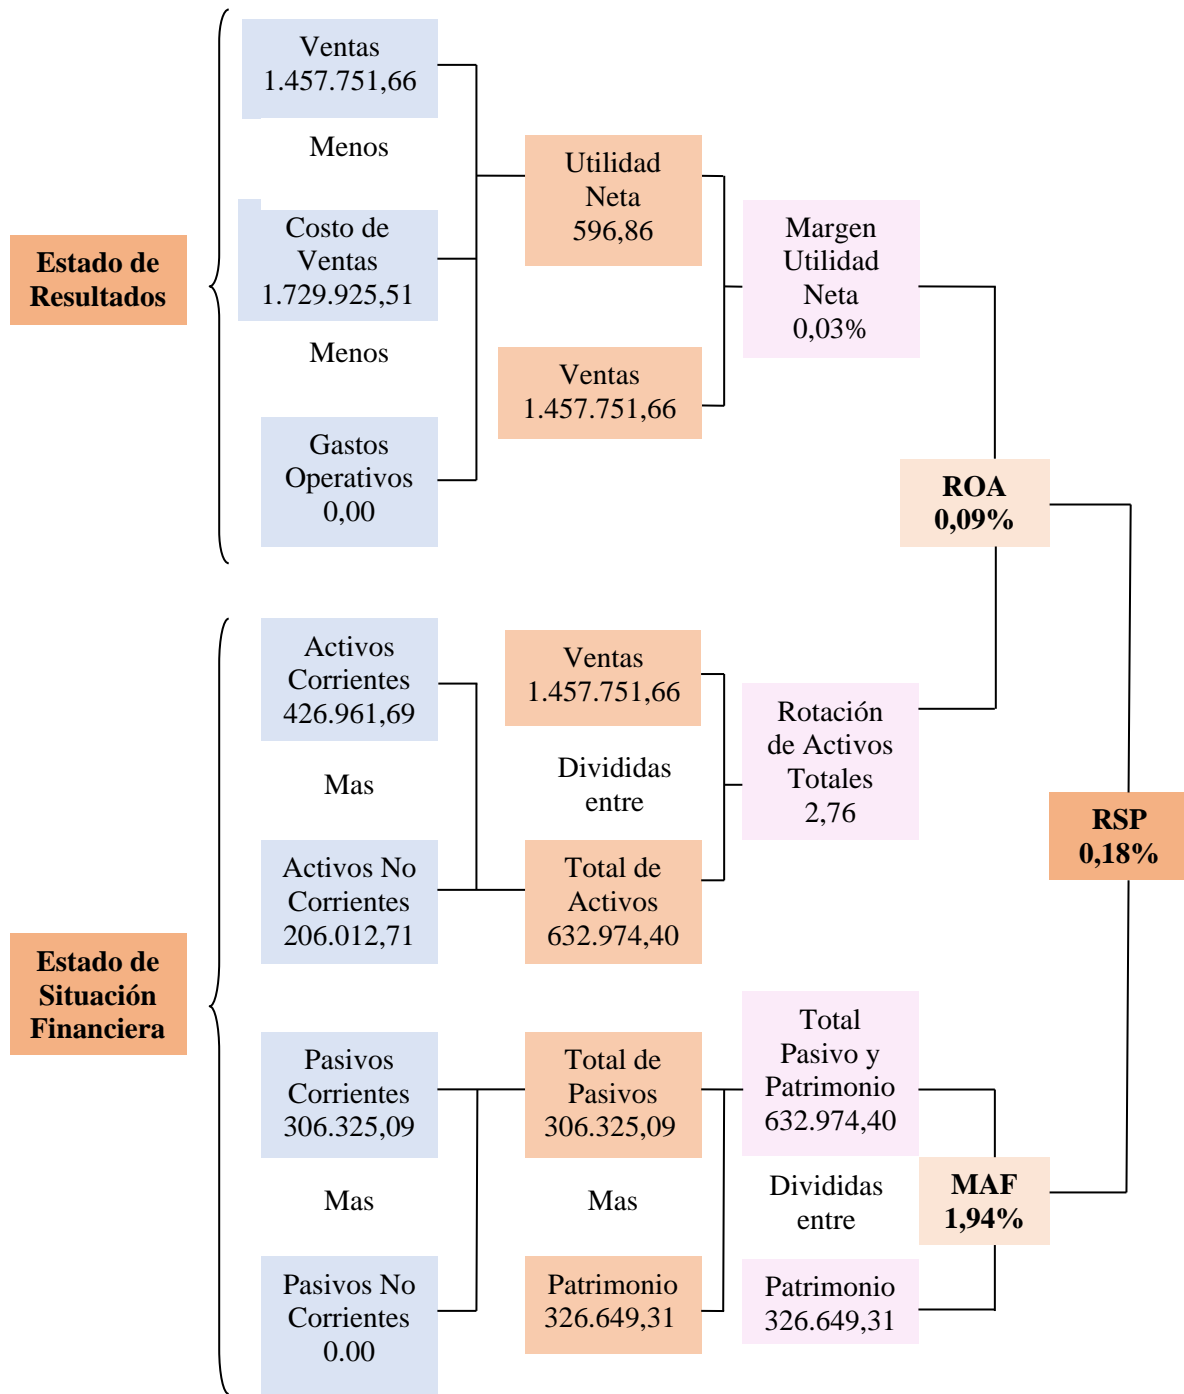 Estado de
Resultados
Ventas
1.457.751,66
Menos
Costo de
Ventas
1.729.925,51
Menos
Gastos
Operativos
0,00
Utilidad
Neta
596,86
Ventas
1.457.751,66
Margen
Utilidad
Neta
0,03%
ROA
0,09%
Estado de
Situación
Financiera
Activos
Corrientes
426.961,69
Mas
Activos No
Corrientes
206.012,71
Ventas
1.457.751,66
Divididas
entre
Total de
Activos
632.974,40
Rotación
de Activos
Totales
2,76
RSP
0,18%
Pasivos
Corrientes
306.325,09
Mas
Pasivos No
Corrientes
0.00
Total de
Pasivos
306.325,09
Mas
Patrimonio
326.649,31
Total
Pasivo y
Patrimonio
632.974,40
Divididas
entre
Patrimonio
326.649,31
MAF
1,94%